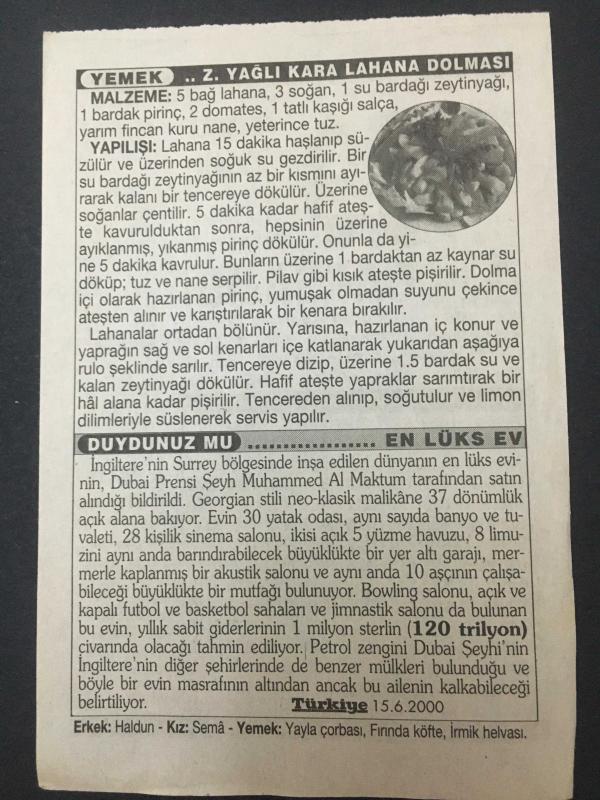 YEMEK .. Z. YAĞLI KARA LAHANA DOLMASI
MALZEME: 5 bağ lahana, 3 soğan, 1 su bardağı zeytinyağı,
1 bardak pirinç, 2 domates, 1 tatlı kaşığı salça,
yarım fincan kuru nane, yeterince tuz.
YAPILIŞI: Lahana 15 dakika haşlanıp sü-
zülür ve üzerinden soğuk su gezdirilir. Bir
su bardağı zeytinyağının az bir kısmını ayı-
rarak kalanı bir tencereye dökülür. Üzerine
soğanlar çentilir. 5 dakika kadar hafif ateş-
te kavurulduktan sonra, hepsinin üzerine
ayıklanmış, yıkanmış pirinç dökülür. Onunla da yi-
ne 5 dakika kavrulur. Bunların üzerine 1 bardaktan az kaynar su
döküp; tuz ve nane serpilir. Pilav gibi kısık ateşte pişirilir. Dolma
içi olarak hazırlanan pirinç, yumuşak olmadan suyunu çekince
ateşten alınır ve karıştırılarak bir kenara bırakılır.
Lahanalar ortadan bölünür. Yarısına, hazırlanan iç konur ve
yaprağın sağ ve sol kenarları içe katlanarak yukarıdan aşağıya
rulo şeklinde sarılır. Tencereye dizip, üzerine 1.5 bardak su ve
kalan zeytinyağı dökülür. Hafif ateşte yapraklar sarımtırak bir
hâl alana kadar pişirilir. Tencereden alınıp, soğutulur ve limon
dilimleriyle süslenerek servis yapılır.
DUYDUNUZ MU .................. EN LÜKS EV
İngiltere'nin Surrey bölgesinde inşa edilen dünyanın en lüks evi-
nin, Dubai Prensi Şeyh Muhammed Al Maktum tarafından satın
alındığı bildirildi. Georgian stili neo-klasik malikâne 37 dönümlük
açık alana bakıyor. Evin 30 yatak odası, aynı sayıda banyo ve tu-
valeti, 28 kişilik sinema salonu, ikisi açık 5 yüzme havuzu, 8 limu-
zini aynı anda barındırabilecek büyüklükte bir yer altı garajı, mer-
merle kaplanmış bir akustik salonu ve aynı anda 10 aşçının çalışa-
bileceği büyüklükte bir mutfağı bulunuyor. Bowling salonu, açık ve
kapalı futbol ve basketbol sahaları ve jimnastik salonu da bulunan
bu evin, yıllık sabit giderlerinin 1 milyon sterlin (120 trilyon)
civarında olacağı tahmin ediliyor. Petrol zengini Dubai Şeyhi'nin
İngiltere'nin diğer şehirlerinde de benzer mülkleri bulunduğu ve
böyle bir evin masrafının altından ancak bu ailenin kalkabileceği
belirtiliyor. Türkiye 15.6.2000
Erkek: Haldun - Kız: Semâ - Yemek: Yayla çorbası, Fırında köfte, İrmik helvası.